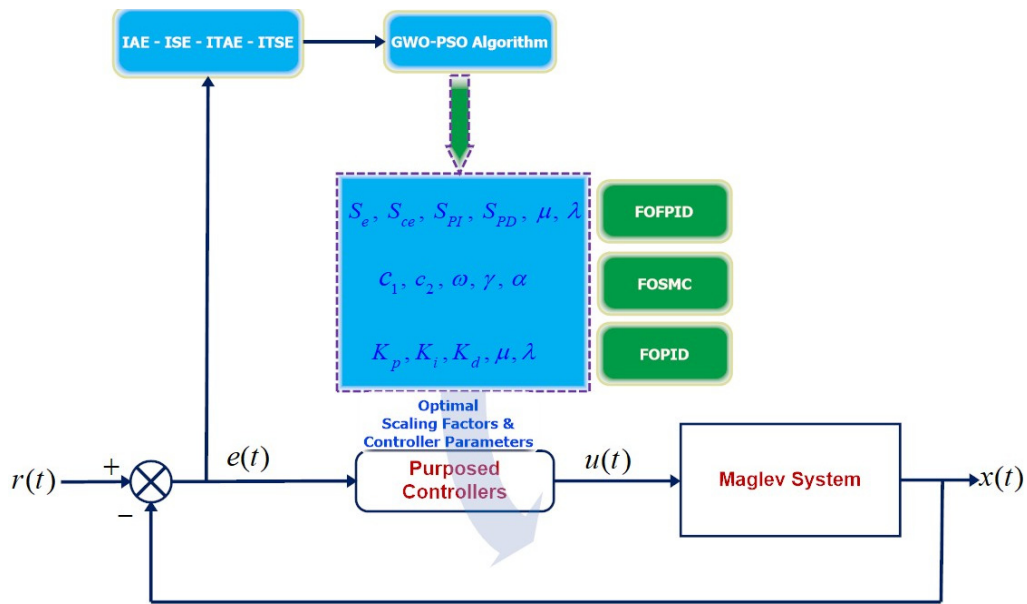 IAE - ISE - ITAE - ITSE
GWO-PSO Algorithm
S_e, S_ce, S_PI, S_PD, μ, λ
FOFPID
c_1, c_2, ω, γ, α
FOSMC
K_p, K_i, K_d, μ, λ
FOPID
Optimal
Scaling Factors &
Controller Parameters
r(t)
+
−
e(t)
Purposed
Controllers
u(t)
Maglev System
x(t)